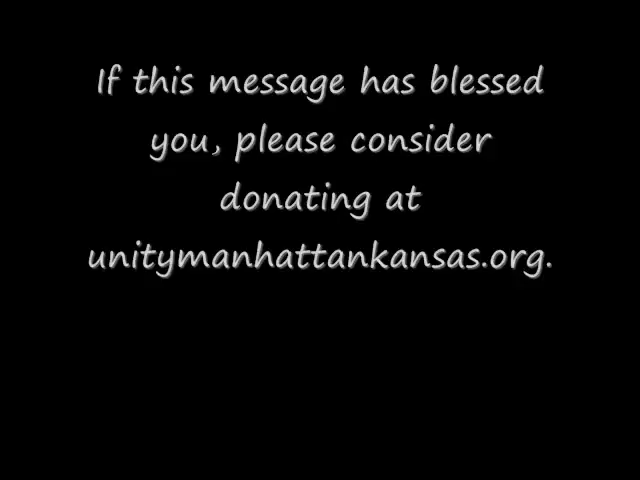 If this message has blessed
you, please consider
donating at
unitymanhattankansas.org.